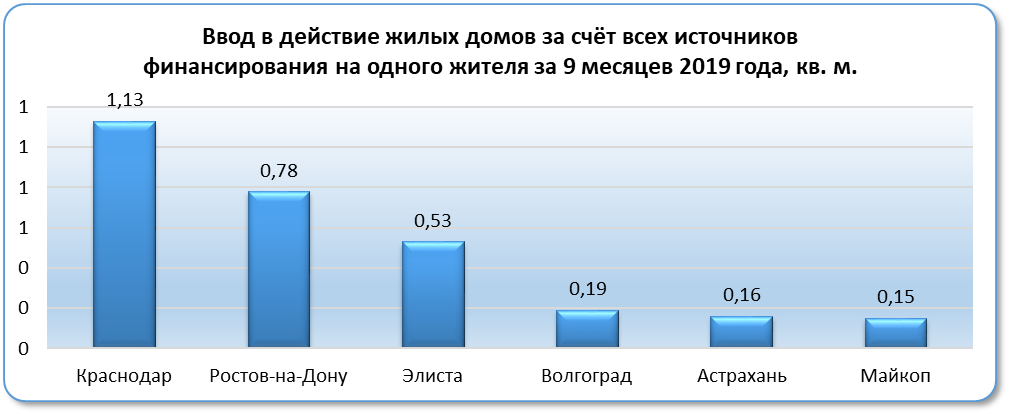 Ввод в действие жилых домов за счёт всех источников
финансирования на одного жителя за 9 месяцев 2019 года, кв. м.
1
1
1
1
0
0
0
1,13
0,78
0,53
0,19
0,16
0,15
Краснодар
Ростов-на-Дону
Элиста
Волгоград
Астрахань
Майкоп